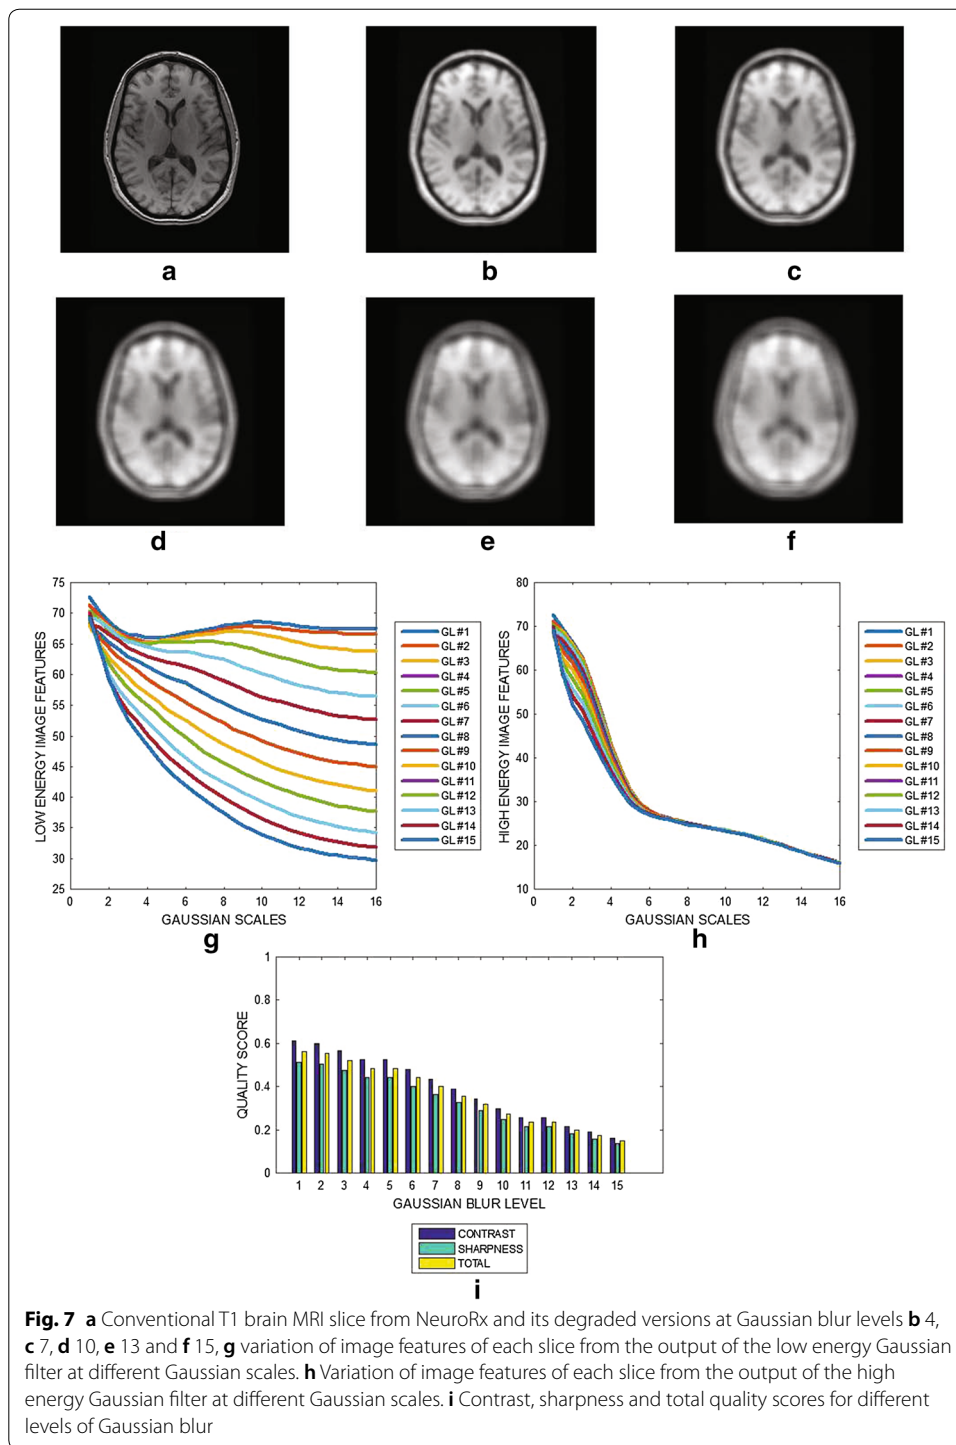 a
b
c
d
e
f
75
70
65
60
55
50
45
40
35
30
25
LOW ENERGY IMAGE FEATURES
0 2 4 6 8 10 12 14 16
GAUSSIAN SCALES
GL#1
GL#2
GL#3
GL#4
GL#5
GL#6
GL#7
GL#8
GL#9
GL#10
GL#11
GL#12
GL#13
GL#14
GL#15
g
80
70
60
50
40
30
20
10
HIGH ENERGY IMAGE FEATURES
0 2 4 6 8 10 12 14 16
GAUSSIAN SCALES
GL#1
GL#2
GL#3
GL#4
GL#5
GL#6
GL#7
GL#8
GL#9
GL#10
GL#11
GL#12
GL#13
GL#14
GL#15
h
1
0.8
0.6
0.4
0.2
0
QUALITY SCORE
1 2 3 4 5 6 7 8 9 10 11 12 13 14 15
GAUSSIAN BLUR LEVEL
CONTRAST
SHARPNESS
TOTAL
i
Fig. 7 a Conventional T1 brain MRI slice from NeuroRx and its degraded versions at Gaussian blur levels b 4,
c 7, d 10, e 13 and f 15, g variation of image features of each slice from the output of the low energy Gaussian
filter at different Gaussian scales. h Variation of image features of each slice from the output of the high
energy Gaussian filter at different Gaussian scales. i Contrast, sharpness and total quality scores for different
levels of Gaussian blur